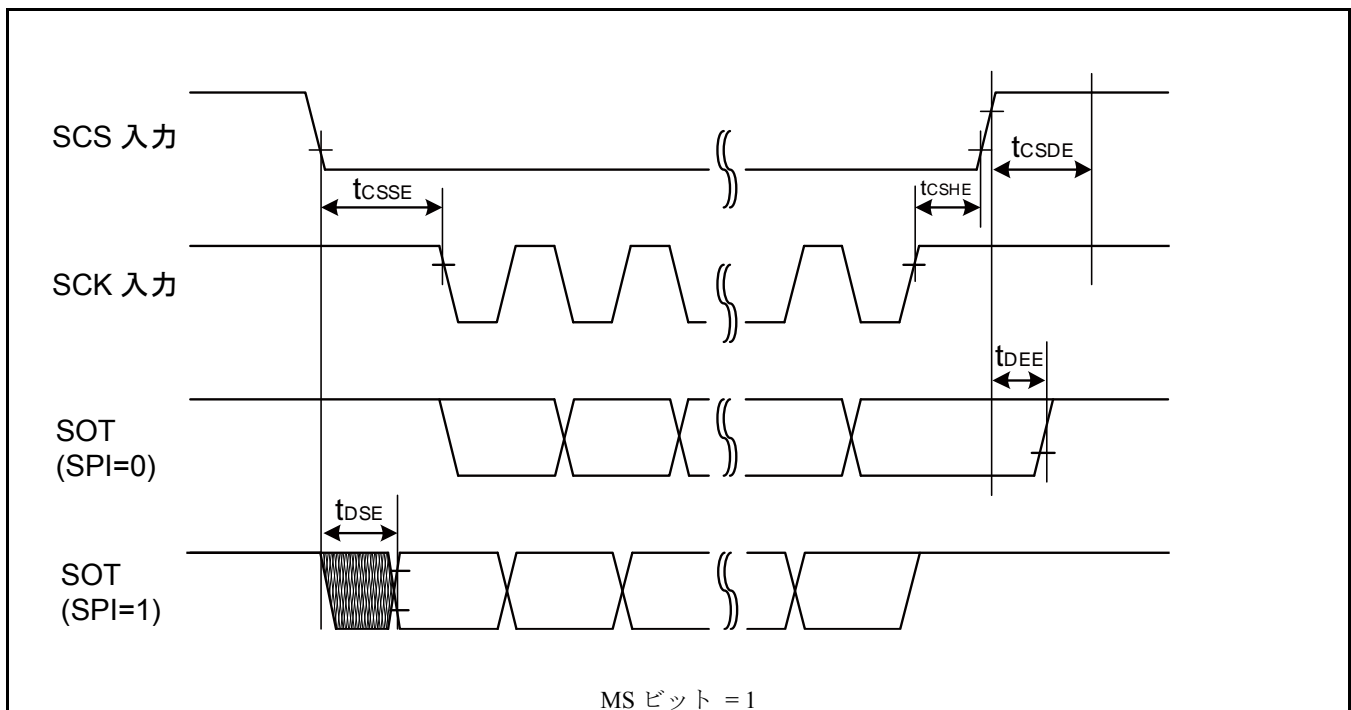 SCS 入力
tCSDE
tCSSE
tCSHE
SCK 入力
tDEE
SOT
(SPI=0)
tDSE
SOT
(SPI=1)
MS ビット = 1